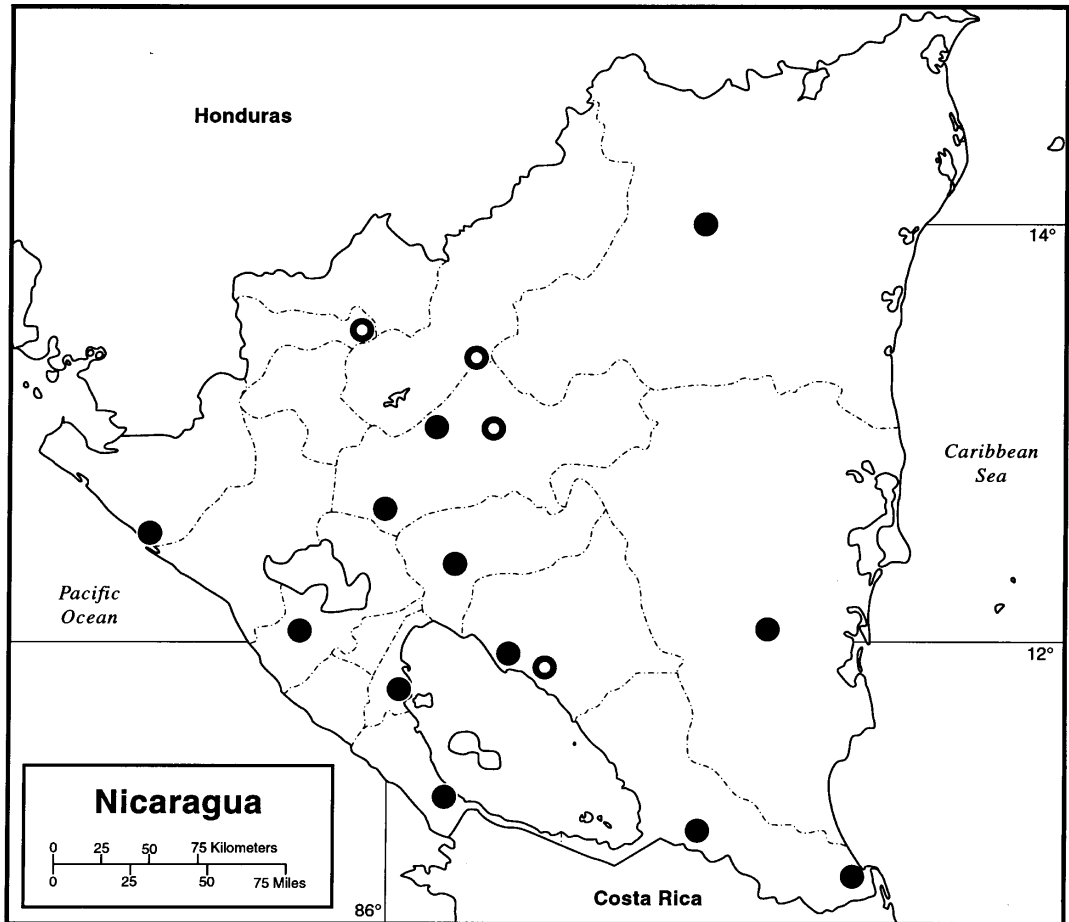 Honduras
14°
Caribbean
Sea
Pacific
Ocean
12°
Nicaragua
0 25 50 75 Kilometers
0 25 50 75 Miles
86°
Costa Rica